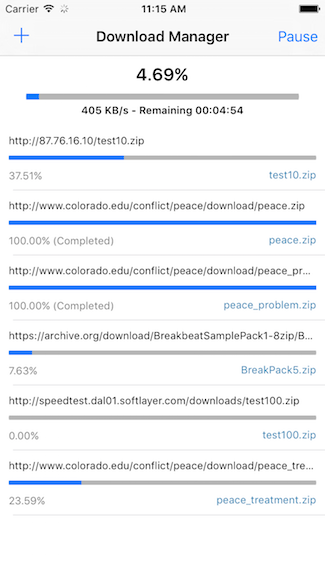 Carrier 11:15 AM
+ Download Manager Pause
4.69%
405 KB/s - Remaining 00:04:54
http://87.76.16.10/test10.zip
37.51% test10.zip
http://www.colorado.edu/conflict/peace/download/peace.zip
100.00% (Completed) peace.zip
http://www.colorado.edu/conflict/peace/download/peace_pr...
100.00% (Completed) peace_problem.zip
https://archive.org/download/BreakbeatSamplePack1-8zip/B...
7.63% BreakPack5.zip
http://speedtest.dal01.softlayer.com/downloads/test100.zip
0.00% test100.zip
http://www.colorado.edu/conflict/peace/download/peace_tre...
23.59% peace_treatment.zip